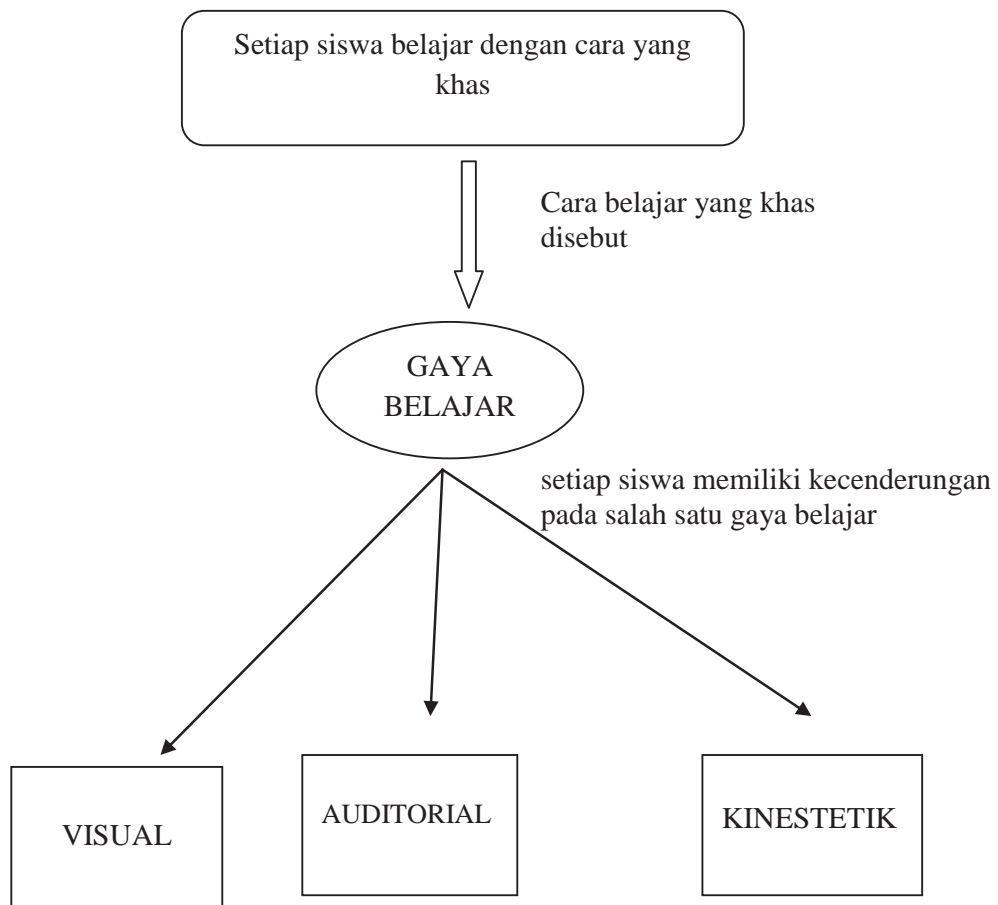 Setiap siswa belajar dengan cara yang
khas
Cara belajar yang khas
disebut
GAYA
BELAJAR
setiap siswa memiliki kecenderungan
pada salah satu gaya belajar
VISUAL
AUDITORIAL
KINESTETIK